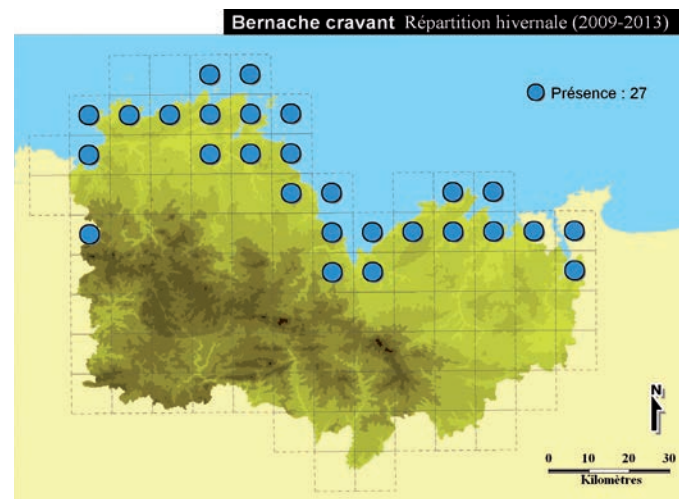 Bernache cravant Répartition hivernale (2009-2013)
Présence : 27
N
0 10 20 30
Kilomètres